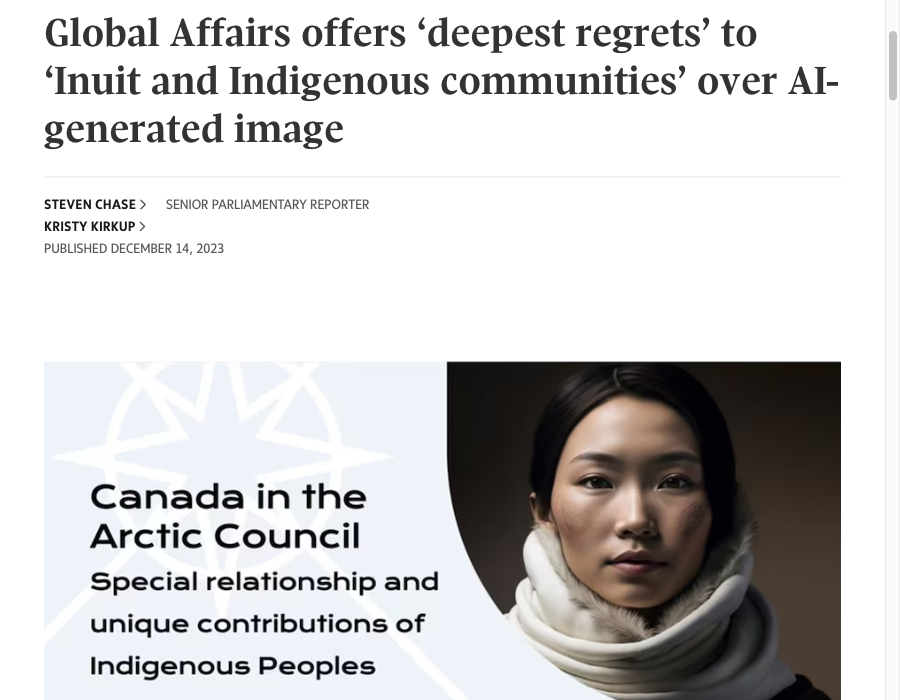 Global Affairs offers ‘deepest regrets’ to
‘Inuit and Indigenous communities’ over AI-
generated image
STEVEN CHASE > SENIOR PARLIAMENTARY REPORTER
KRISTY KIRKUP >
PUBLISHED DECEMBER 14, 2023
Canada in the
Arctic Council
Special relationship and
unique contributions of
Indigenous Peoples